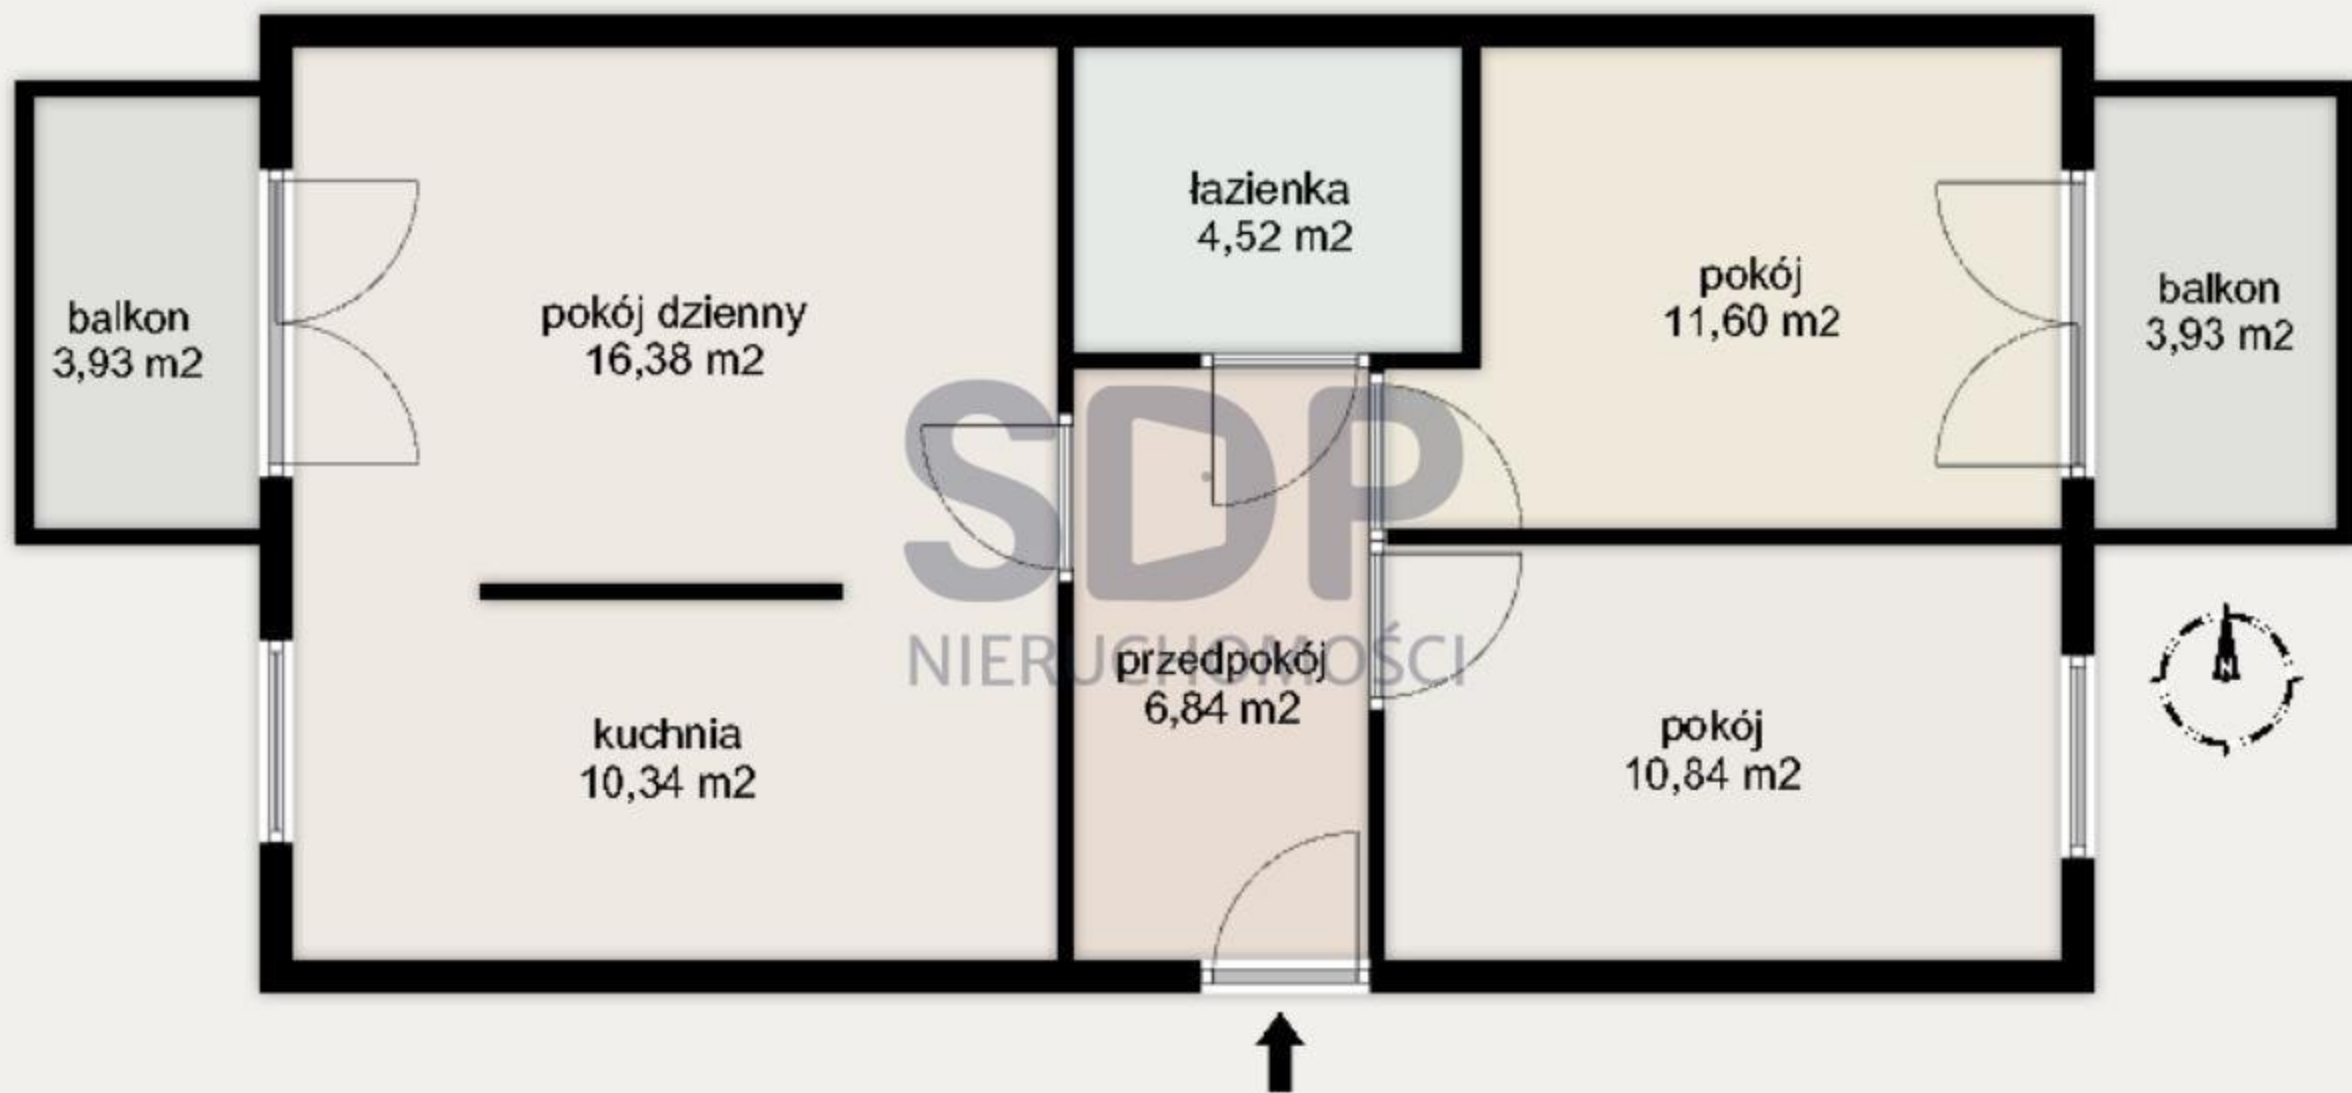 balkon
3,93 m2
pokój dzienny
16,38 m2
łazienka
4,52 m2
pokój
11,60 m2
balkon
3,93 m2
SDP
NIERUCHOMOŚCI
kuchnia
10,34 m2
przedpokój
6,84 m2
pokój
10,84 m2
N